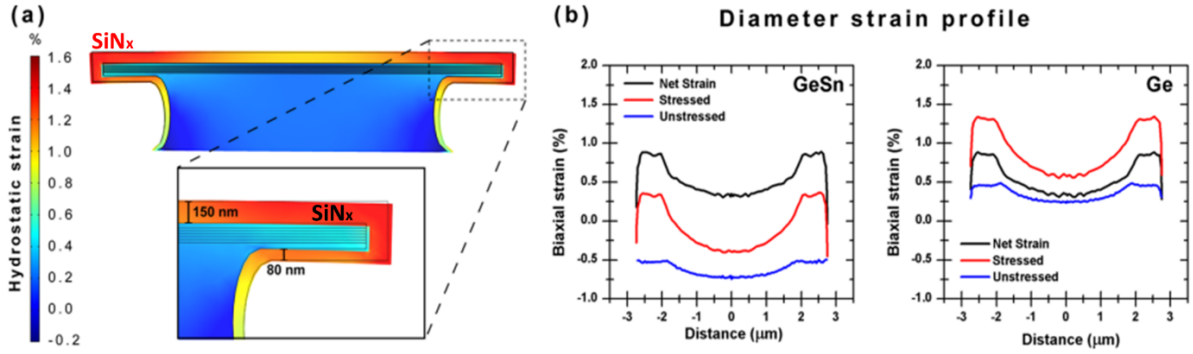 (a)
%
Hydrostatic strain
1.6
1.4
1.2
1.0
0.8
0.6
0.4
0.2
0.0
-0.2
SiNx
150 nm
SiNx
80 nm
(b) Diameter strain profile
Biaxial strain (%)
2.0
1.5
1.0
0.5
0.0
-0.5
-1.0
Net Strain
Stressed
Unstressed
GeSn
-3 -2 -1 0 1 2 3
Distance (μm)
Biaxial strain (%)
2.0
1.5
1.0
0.5
0.0
-0.5
-1.0
Ge
Net Strain
Stressed
Unstressed
-3 -2 -1 0 1 2 3
Distance (μm)